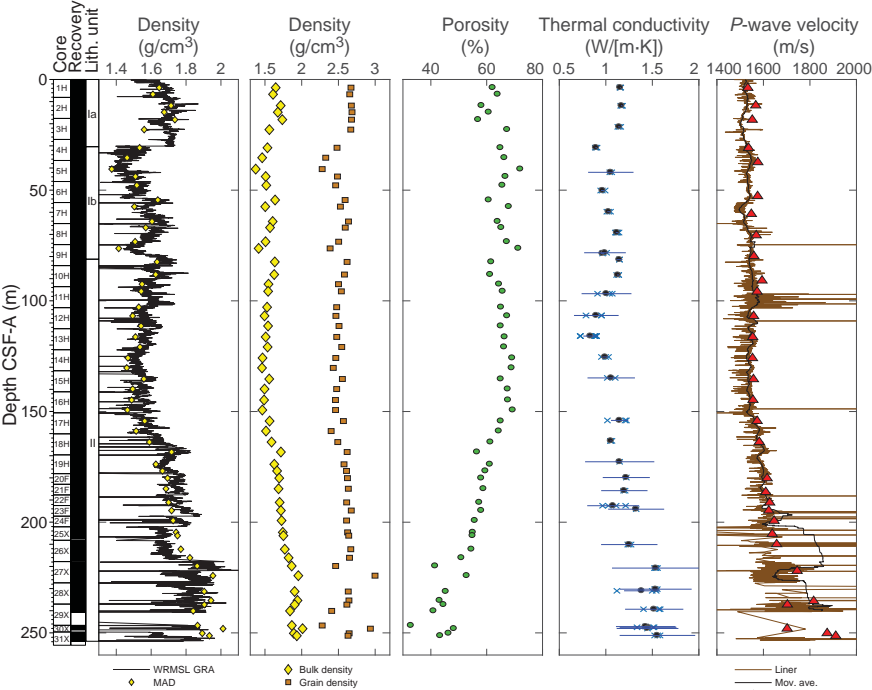 Core
Recovery
Lith. unit
Density
(g/cm³)
Density
(g/cm³)
Porosity
(%)
Thermal conductivity
(W/[m·K])
P-wave velocity
(m/s)
1.4 1.6 1.8 2
1.5 2 2.5 3
40 60 80
0.5 1 1.5 2
1400 1600 1800 2000
Depth CSF-A (m)
0
50
100
150
200
250
1H
2H
3H
4H
5H
6H
7H
8H
9H
10H
11H
12H
13H
14H
15H
16H
17H
18H
19H
20F
21F
22F
23F
24F
25X
26X
27X
28X
29X
30X
31X
Ia
Ib
II
WRMSL GRA
MAD
Bulk density
Grain density
Liner
Mov. ave.